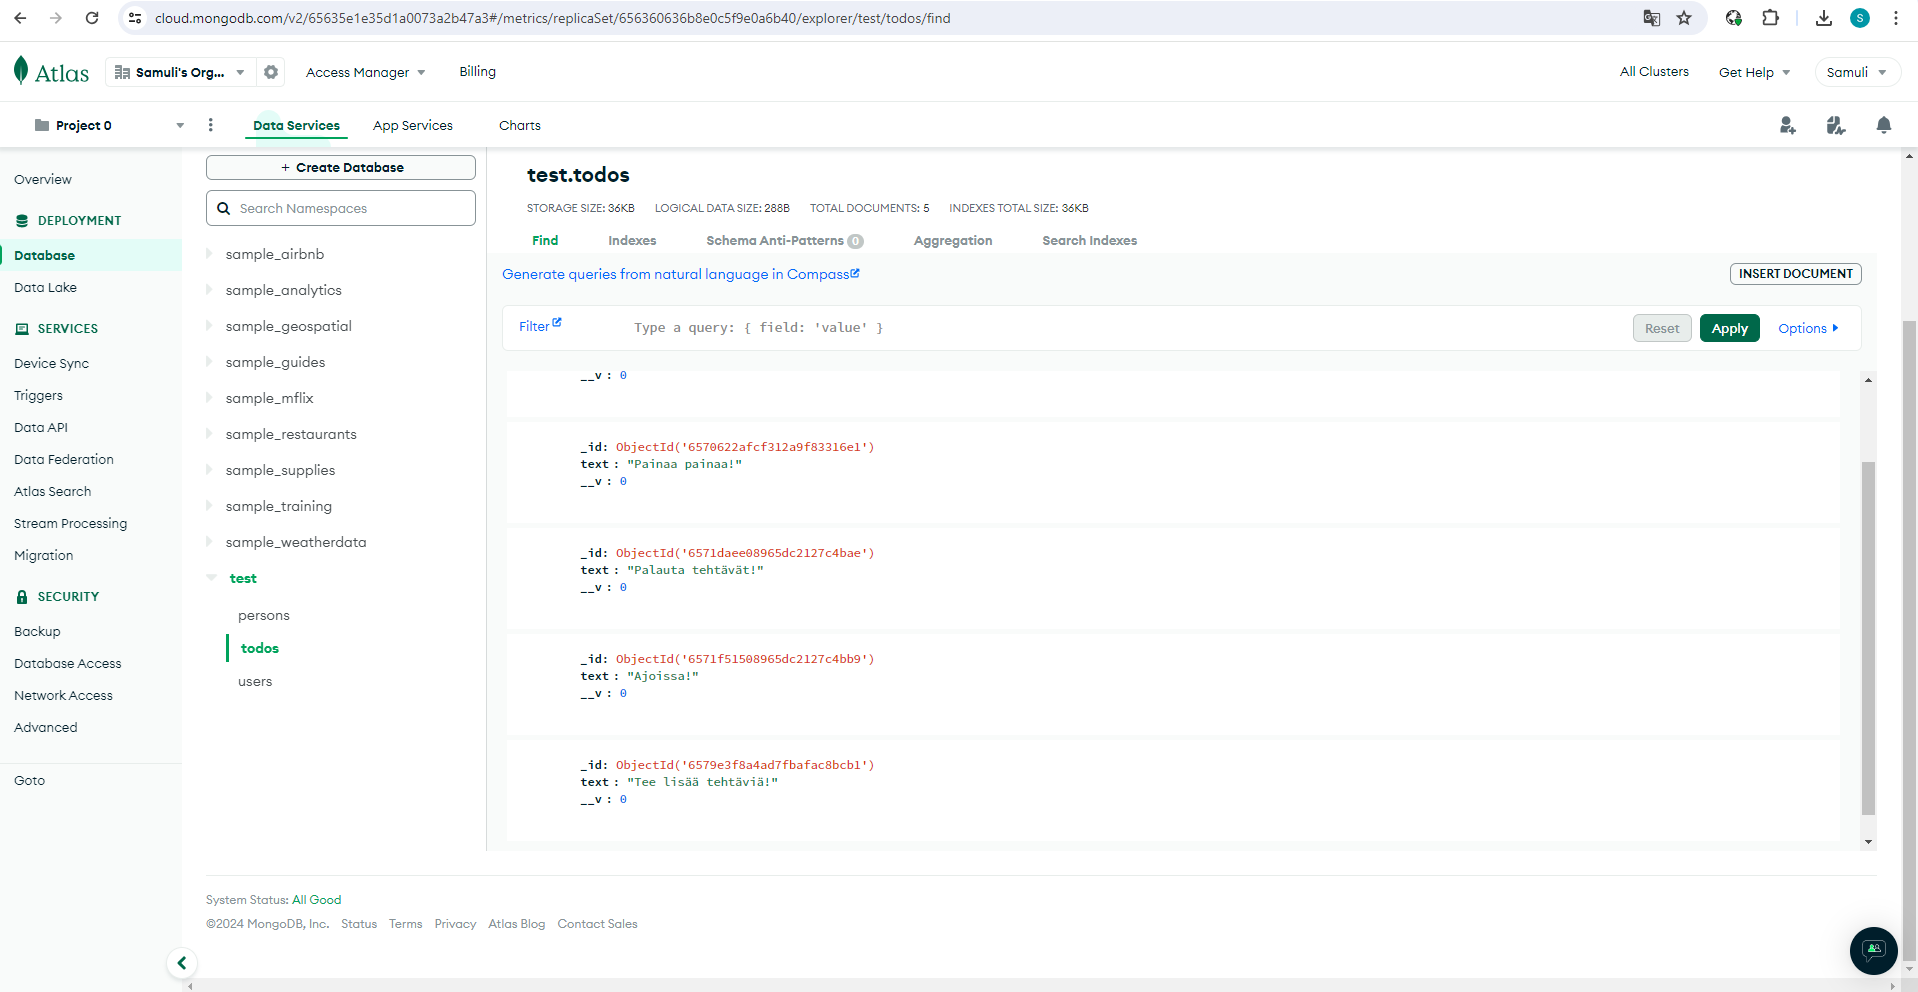 cloud.mongodb.com/v2/65635e1e35d1a0073a2b47a3#/metrics/replicaSet/656360636b8e0c5f9e0a6b40/explorer/test/todos/find
S
Atlas
Samuli's Org...
Access Manager
Billing
All Clusters
Get Help
Samuli
Project 0
Data Services
App Services
Charts
Overview
DEPLOYMENT
Database
Data Lake
SERVICES
Device Sync
Triggers
Data API
Data Federation
Atlas Search
Stream Processing
Migration
SECURITY
Backup
Database Access
Network Access
Advanced
Goto
+ Create Database
Search Namespaces
sample_airbnb
sample_analytics
sample_geospatial
sample_guides
sample_mflix
sample_restaurants
sample_supplies
sample_training
sample_weatherdata
test
persons
todos
users
test.todos
STORAGE SIZE: 36KB LOGICAL DATA SIZE: 288B TOTAL DOCUMENTS: 5 INDEXES TOTAL SIZE: 36KB
Find Indexes Schema Anti-Patterns 0 Aggregation Search Indexes
Generate queries from natural language in Compass
INSERT DOCUMENT
Filter
Type a query: { field: 'value' }
Reset
Apply
Options
__v : 0
_id: ObjectId('6570622afcf312a9f83316e1')
text : "Painaa painaa!"
__v : 0
_id: ObjectId('6571daee08965dc2127c4bae')
text : "Palauta tehtävät!"
__v : 0
_id: ObjectId('6571f51508965dc2127c4bb9')
text : "Ajoissa!"
__v : 0
_id: ObjectId('6579e3f8a4ad7fbafac8bcb1')
text : "Tee lisää tehtäviä!"
__v : 0
System Status: All Good
©2024 MongoDB, Inc. Status Terms Privacy Atlas Blog Contact Sales